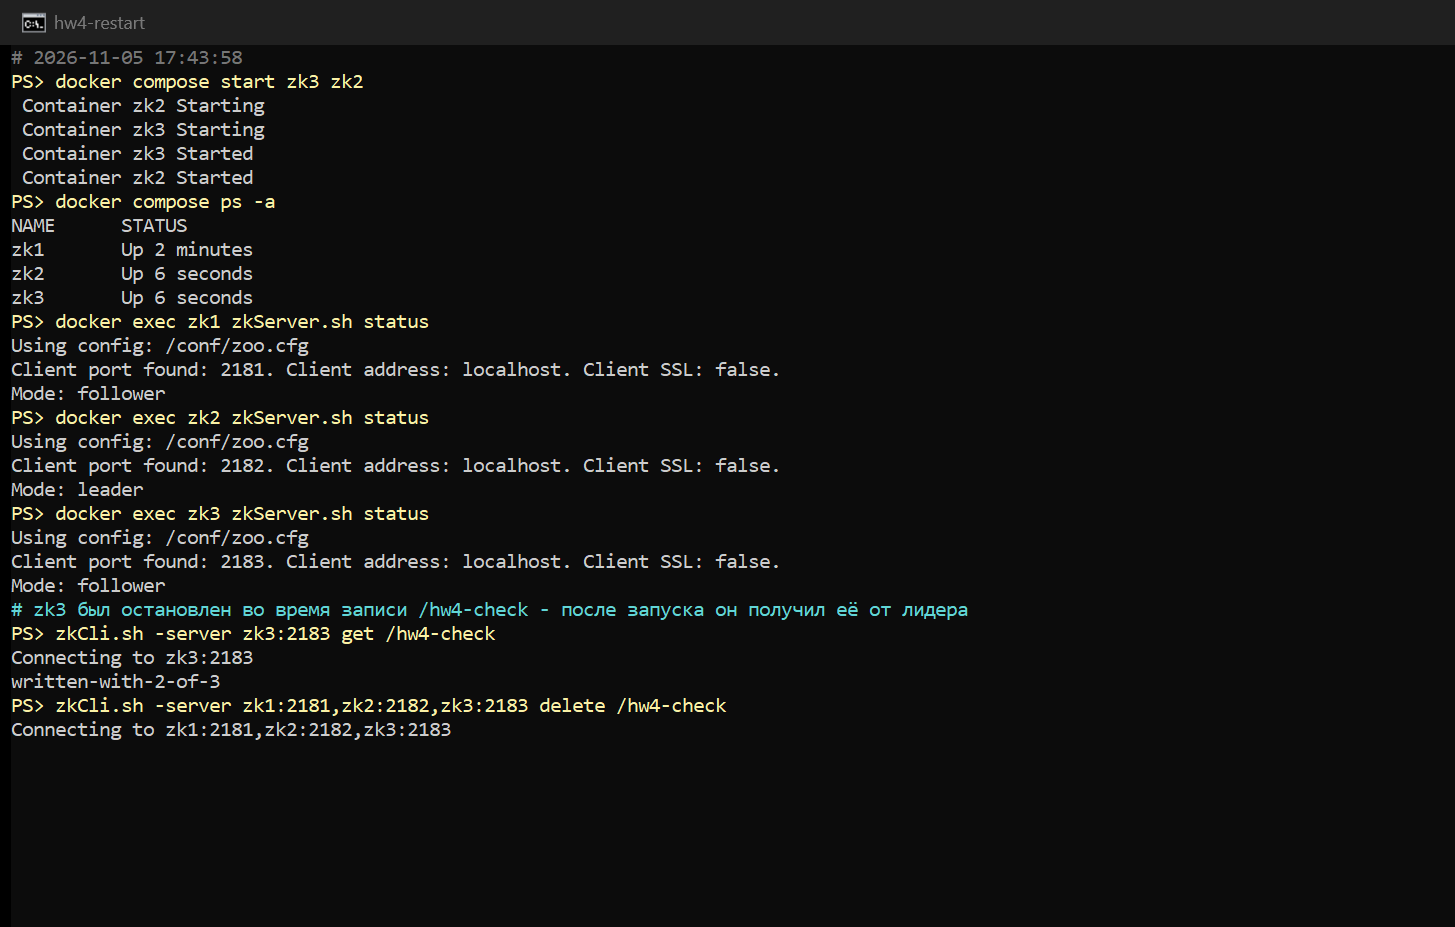 hw4-restart
# 2026-11-05 17:43:58
PS> docker compose start zk3 zk2
 Container zk2 Starting
 Container zk3 Starting
 Container zk3 Started
 Container zk2 Started
PS> docker compose ps -a
NAME      STATUS
zk1       Up 2 minutes
zk2       Up 6 seconds
zk3       Up 6 seconds
PS> docker exec zk1 zkServer.sh status
Using config: /conf/zoo.cfg
Client port found: 2181. Client address: localhost. Client SSL: false.
Mode: follower
PS> docker exec zk2 zkServer.sh status
Using config: /conf/zoo.cfg
Client port found: 2182. Client address: localhost. Client SSL: false.
Mode: leader
PS> docker exec zk3 zkServer.sh status
Using config: /conf/zoo.cfg
Client port found: 2183. Client address: localhost. Client SSL: false.
Mode: follower
# zk3 был остановлен во время записи /hw4-check - после запуска он получил её от лидера
PS> zkCli.sh -server zk3:2183 get /hw4-check
Connecting to zk3:2183
written-with-2-of-3
PS> zkCli.sh -server zk1:2181,zk2:2182,zk3:2183 delete /hw4-check
Connecting to zk1:2181,zk2:2182,zk3:2183